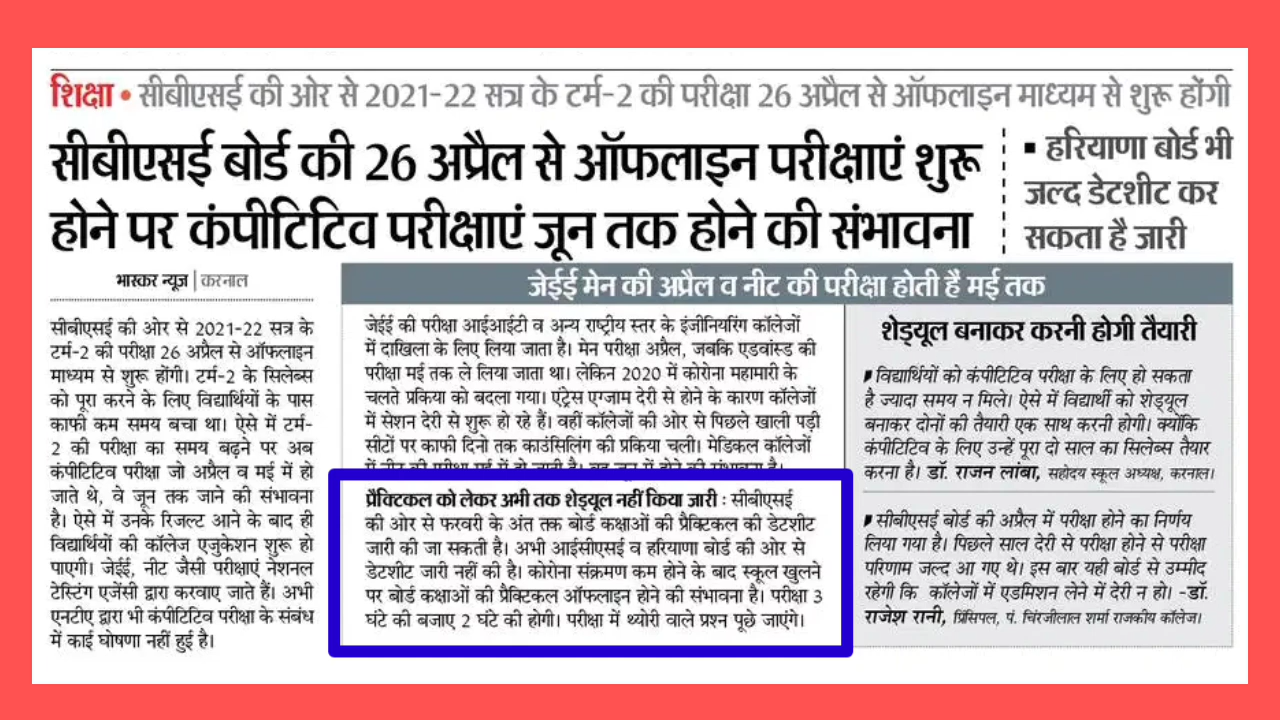 शिक्षा • सीबीएसई की ओर से 2021-22 सत्र के टर्म-2 की परीक्षा 26 अप्रैल से ऑफलाइन माध्यम से शुरू होंगी
सीबीएसई बोर्ड की 26 अप्रैल से ऑफलाइन परीक्षाएं शुरू
होने पर कंपीटिटिव परीक्षाएं जून तक होने की संभावना
▪ हरियाणा बोर्ड भी
जल्द डेटशीट कर
सकता है जारी
भास्कर न्यूज | करनाल
सीबीएसई की ओर से 2021-22 सत्र के
टर्म-2 की परीक्षा 26 अप्रैल से ऑफलाइन
माध्यम से शुरू होंगी। टर्म-2 के सिलेब्स
को पूरा करने के लिए विद्यार्थियों के पास
काफी कम समय बचा था। ऐसे में टर्म-
2 की परीक्षा का समय बढ़ने पर अब
कंपीटिटिव परीक्षा जो अप्रैल व मई में हो
जाते थे, वे जून तक जाने की संभावना
है। ऐसे में उनके रिजल्ट आने के बाद ही
विद्यार्थियों की कॉलेज एजुकेशन शुरू हो
पाएगी। जेईई, नीट जैसी परीक्षाएं नेशनल
टेस्टिंग एजेंसी द्वारा करवाए जाते हैं। अभी
एनटीए द्वारा भी कंपीटिटिव परीक्षा के संबंध
में काई घोषणा नहीं हुई है।
जेईई मेन की अप्रैल व नीट की परीक्षा होती हैं मई तक
जेईई की परीक्षा आईआईटी व अन्य राष्ट्रीय स्तर के इंजीनियरिंग कॉलेजों
में दाखिला के लिए लिया जाता है। मेन परीक्षा अप्रैल, जबकि एडवांस्ड की
परीक्षा मई तक ले लिया जाता था। लेकिन 2020 में कोरोना महामारी के
चलते प्रकिया को बदला गया। एंट्रेस एग्जाम देरी से होने के कारण कॉलेजों
में सेशन देरी से शुरू हो रहे हैं। वहीं कॉलेजों की ओर से पिछले खाली पड़ी
सीटों पर काफी दिनो तक काउंसिलिंग की प्रकिया चली। मेडिकल कॉलेजों
में नीट की परीक्षा मई में हो जाती है। वह जून में होने की संभावना है।
प्रैक्टिकल को लेकर अभी तक शेड्यूल नहीं किया जारी : सीबीएसई
की ओर से फरवरी के अंत तक बोर्ड कक्षाओं की प्रैक्टिकल की डेटशीट
जारी की जा सकती है। अभी आईसीएसई व हरियाणा बोर्ड की ओर से
डेटशीट जारी नहीं की है। कोरोना संक्रमण कम होने के बाद स्कूल खुलने
पर बोर्ड कक्षाओं की प्रैक्टिकल ऑफलाइन होने की संभावना है। परीक्षा 3
घंटे की बजाए 2 घंटे की होगी। परीक्षा में थ्योरी वाले प्रश्न पूछे जाएंगे।
शेड्यूल बनाकर करनी होगी तैयारी
विद्यार्थियों को कंपीटिटिव परीक्षा के लिए हो सकता
है ज्यादा समय न मिले। ऐसे में विद्यार्थी को शेड्यूल
बनाकर दोनों की तैयारी एक साथ करनी होगी। क्योंकि
कंपीटिटिव के लिए उन्हें पूरा दो साल का सिलेब्स तैयार
करना है। डॉ. राजन लांबा, सहोदय स्कूल अध्यक्ष, करनाल।
सीबीएसई बोर्ड की अप्रैल में परीक्षा होने का निर्णय
लिया गया है। पिछले साल देरी से परीक्षा होने से परीक्षा
परिणाम जल्द आ गए थे। इस बार यही बोर्ड से उम्मीद
रहेगी कि कॉलेजों में एडमिशन लेने में देरी न हो। -डॉ.
राजेश रानी, प्रिंसिपल, पं. चिरंजीलाल शर्मा राजकीय कॉलेज।